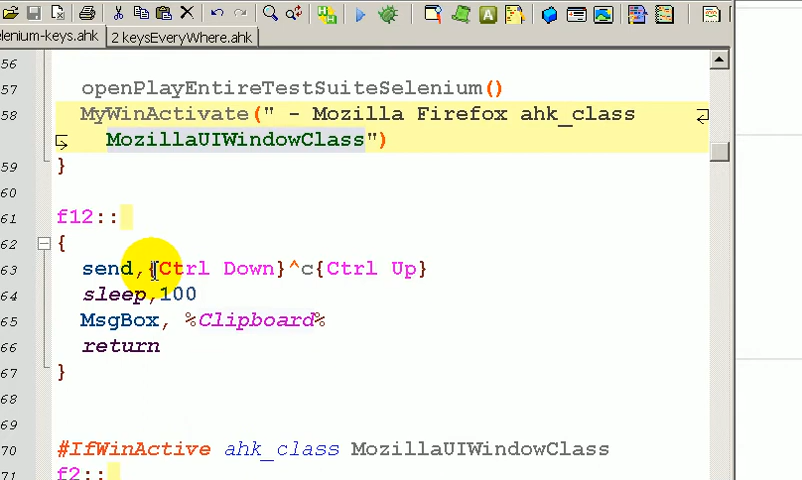 elenium-keys.ahk
2 keysEveryWhere.ahk
56
57 openPlayEntireTestSuiteSelenium()
58 MyWinActivate(" - Mozilla Firefox ahk_class
MozillaUIWindowClass")
59 }
60
61 f12::
62 {
63 send,{Ctrl Down}^c{Ctrl Up}
64 sleep,100
65 MsgBox, %Clipboard%
66 return
67 }
68
69
70 #IfWinActive ahk_class MozillaUIWindowClass
71 f2::